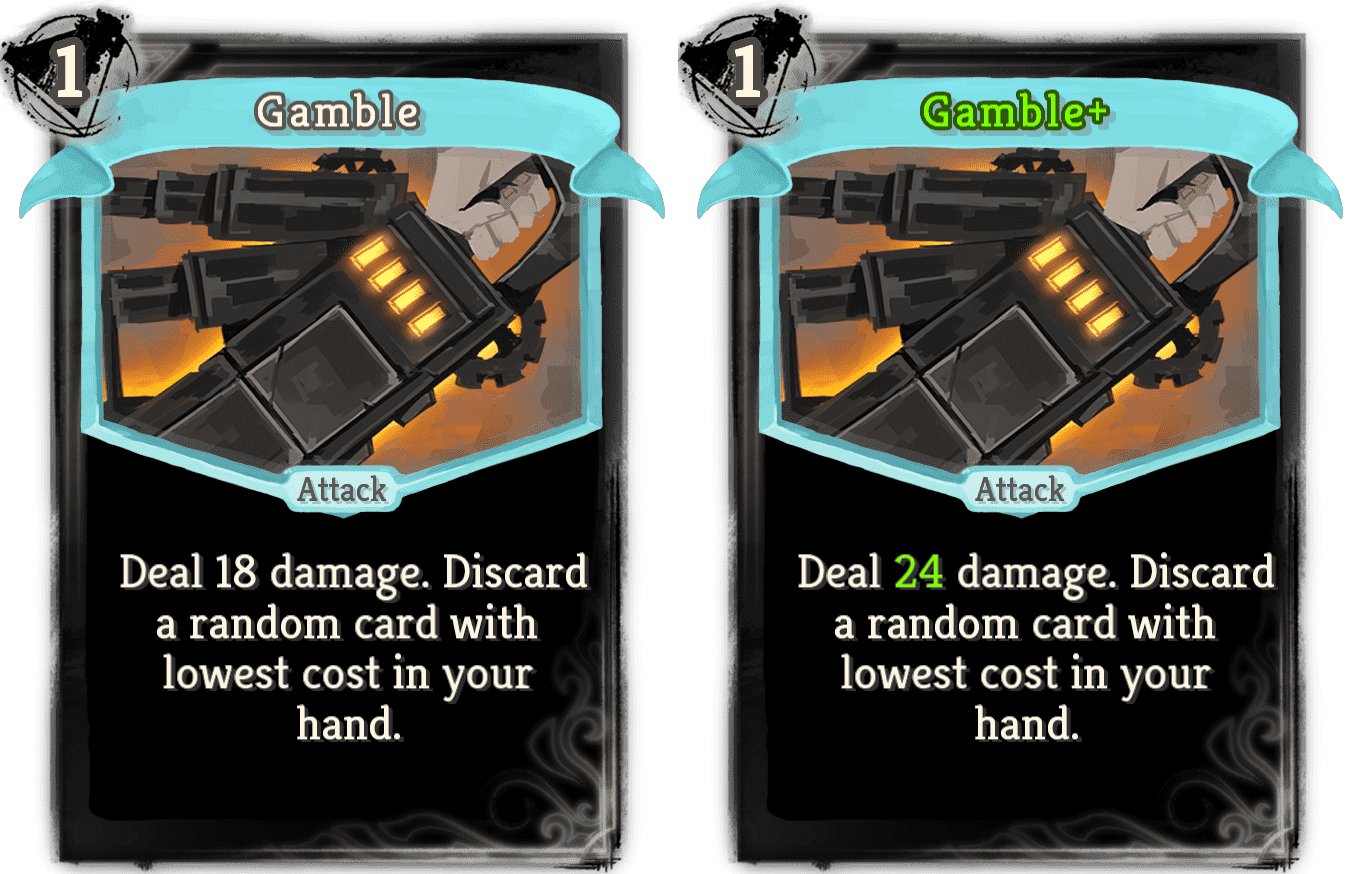 1
Gamble
Attack
Deal 18 damage. Discard
a random card with
lowest cost in your
hand.
1
Gamble+
Attack
Deal 24 damage. Discard
a random card with
lowest cost in your
hand.